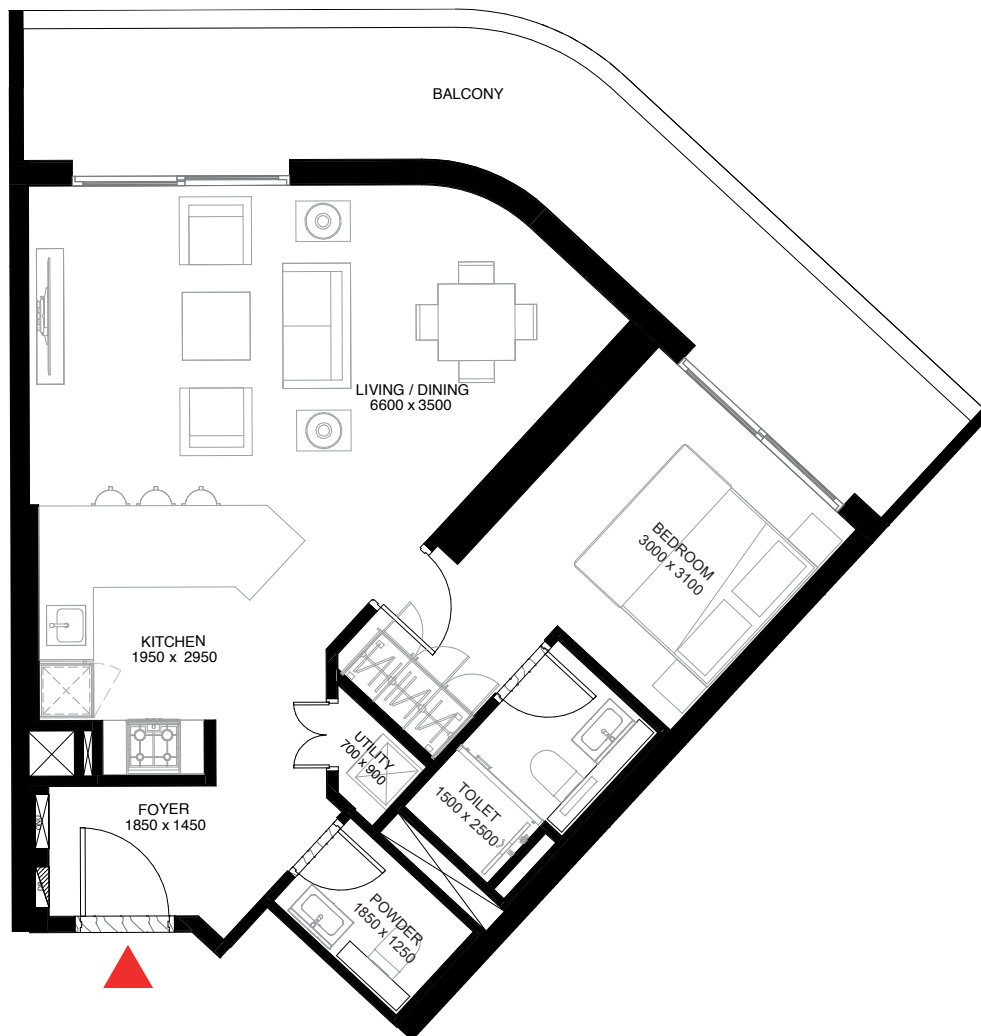 BALCONY
LIVING / DINING
6600 x 3500
BEDROOM
3000 x 3100
KITCHEN
1950 x 2950
UTILITY
700 x 900
TOILET
1500 x 2500
FOYER
1850 x 1450
POWDER
1850 x 1250